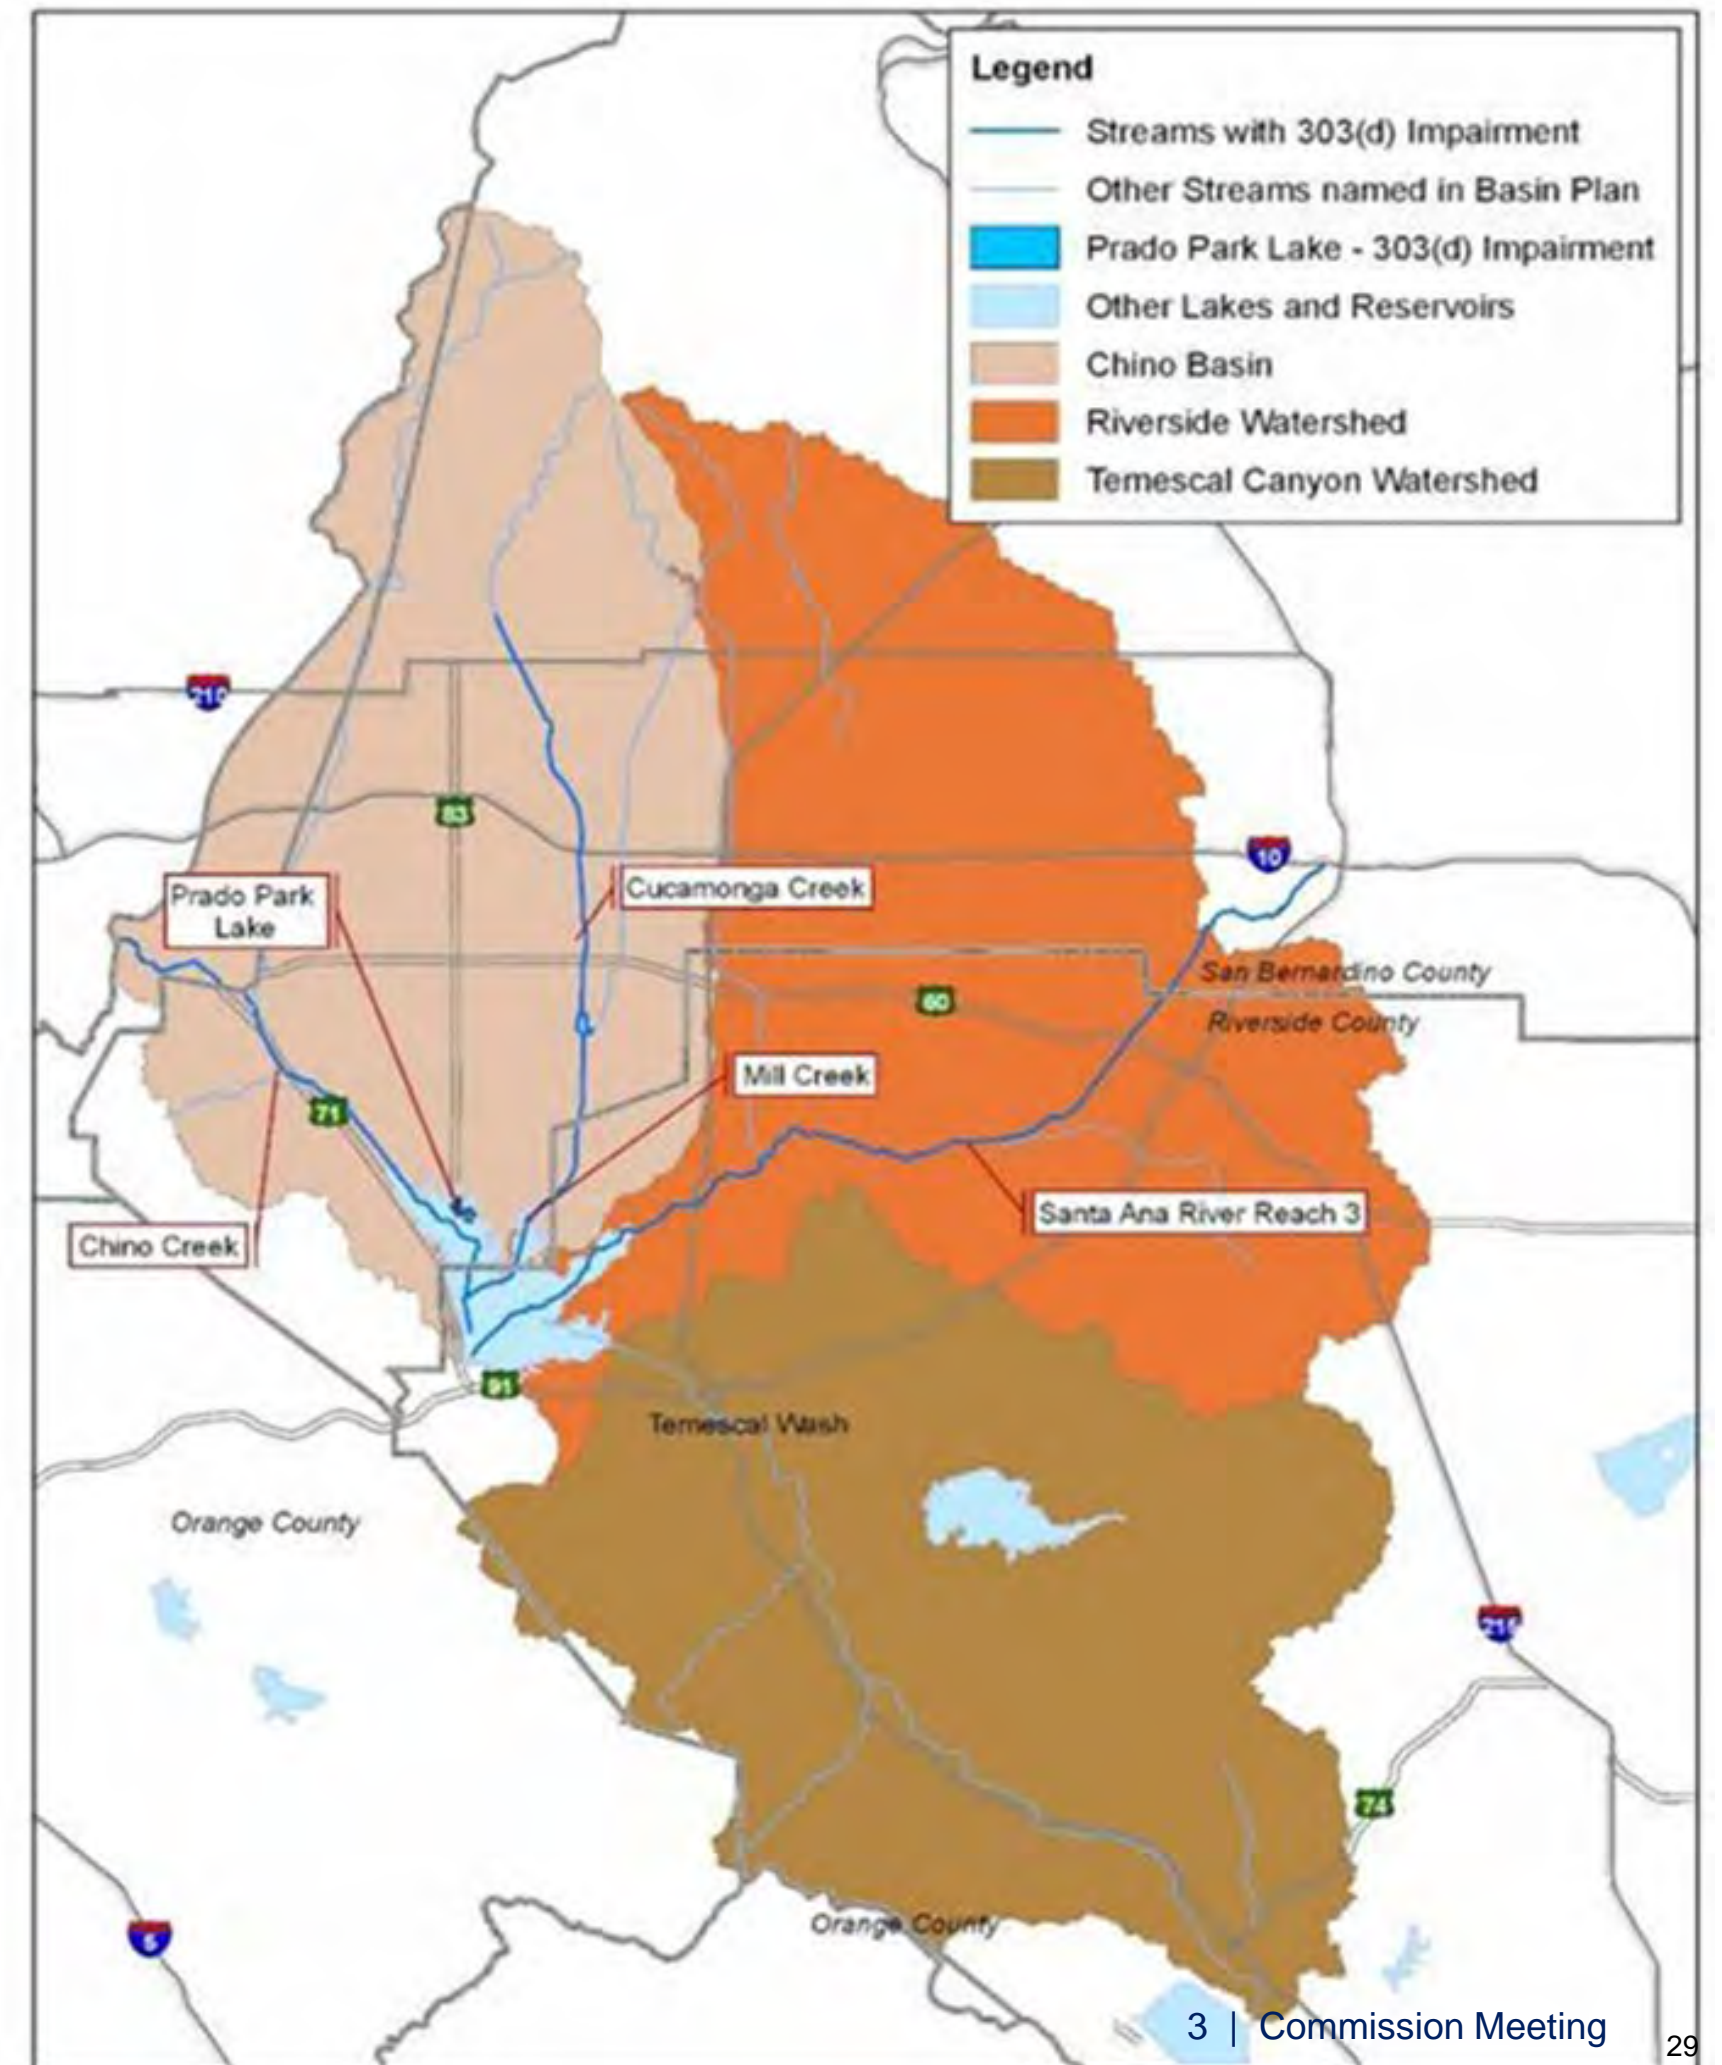 Legend
Streams with 303(d) Impairment
Other Streams named in Basin Plan
Prado Park Lake - 303(d) Impairment
Other Lakes and Reservoirs
Chino Basin
Riverside Watershed
Temescal Canyon Watershed
210
83
10
Prado Park
Lake
Cucamonga Creek
San Bernardino County
60
Riverside County
Mill Creek
71
Santa Ana River Reach 3
Chino Creek
91
Temescal Wash
Orange County
215
74
Orange County
5
3 | Commission Meeting
29